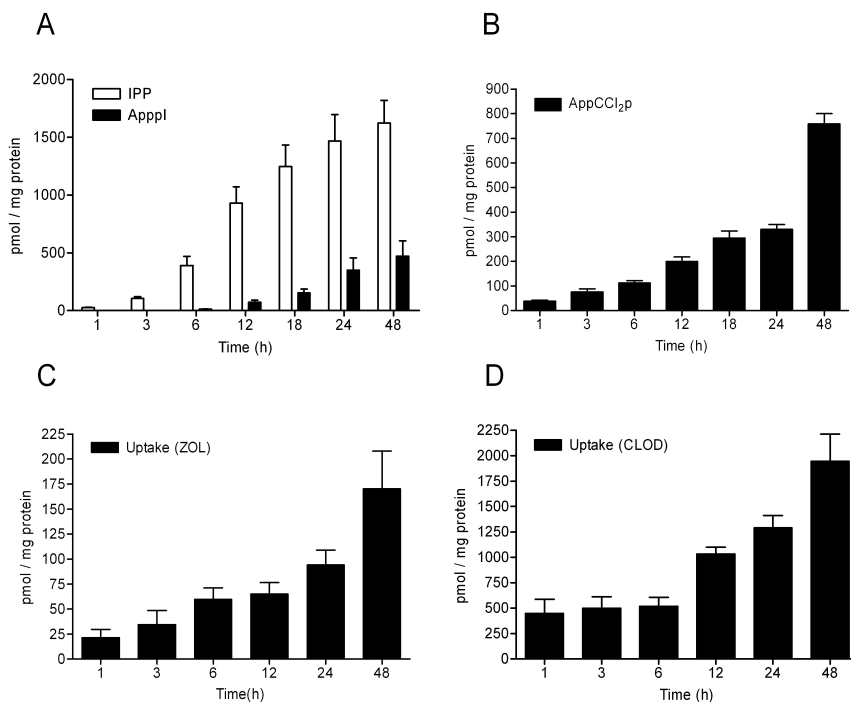 A
pmol / mg protein
2000
1500
1000
500
0
IPP
ApppI
1 3 6 12 18 24 48
Time (h)
B
pmol / mg protein
900
800
700
600
500
400
300
200
100
0
AppCCl₂p
1 3 6 12 18 24 48
Time (h)
C
pmol / mg protein
225
200
175
150
125
100
75
50
25
0
Uptake (ZOL)
1 3 6 12 24 48
Time(h)
D
pmol / mg protein
2250
2000
1750
1500
1250
1000
750
500
250
0
Uptake (CLOD)
1 3 6 12 24 48
Time (h)